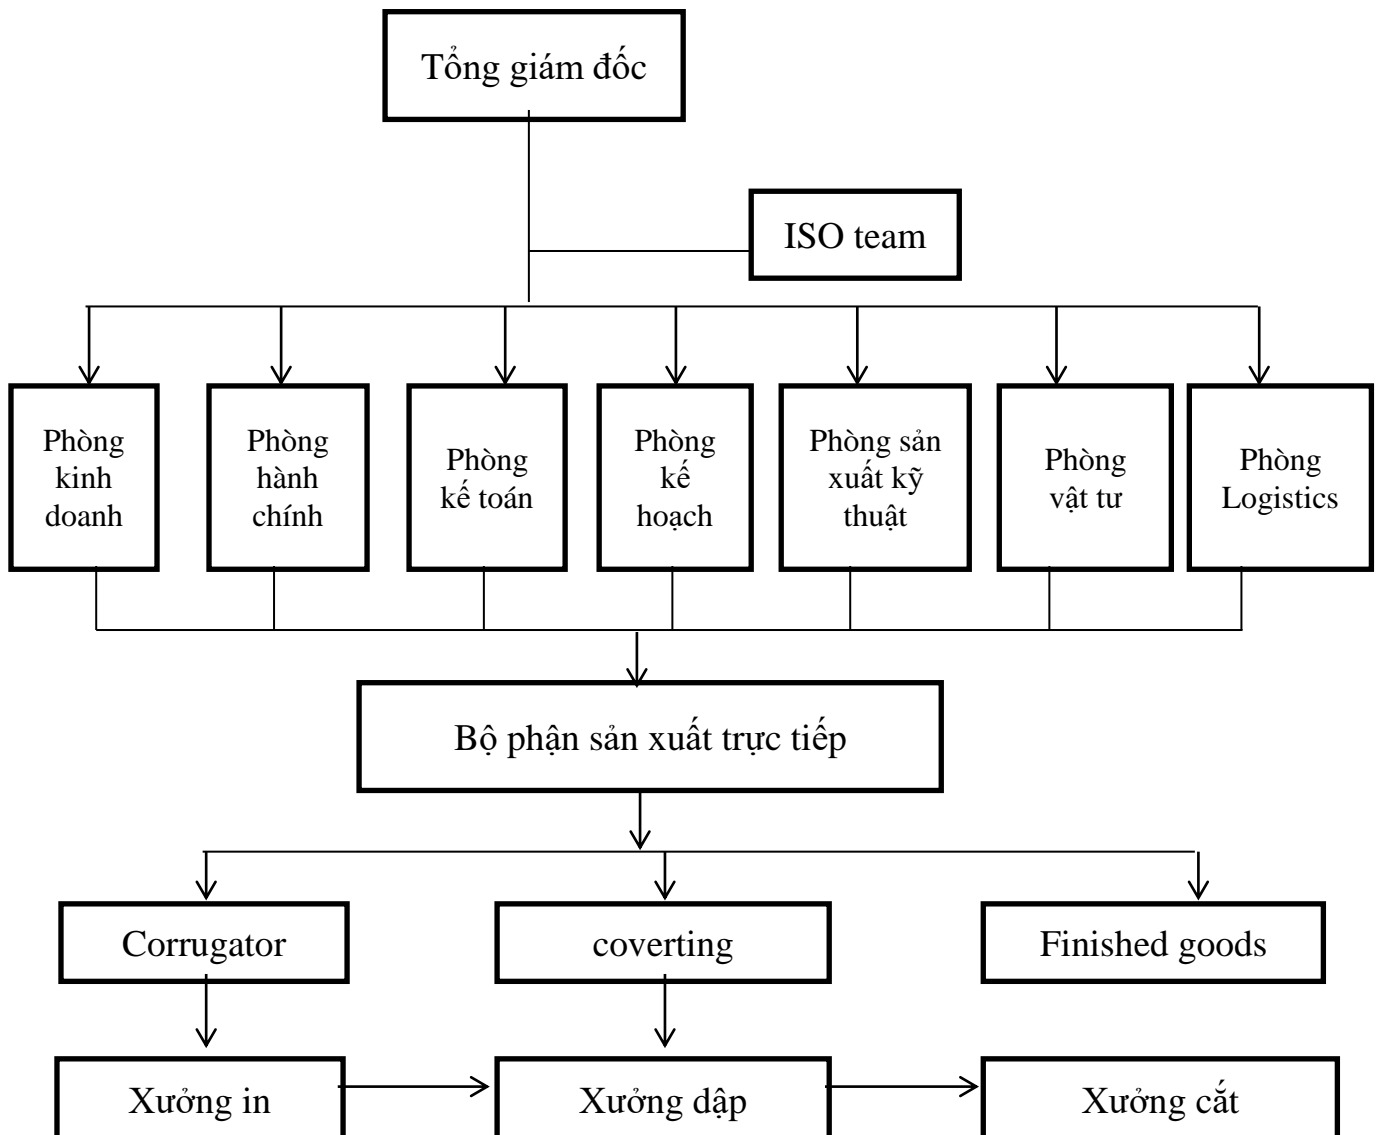 Tổng giám đốc
ISO team
Phòng
kinh
doanh
Phòng
hành
chính
Phòng
kế toán
Phòng
kế
hoạch
Phòng sản
xuất kỹ
thuật
Phòng
vật tư
Phòng
Logistics
Bộ phận sản xuất trực tiếp
Corrugator
coverting
Finished goods
Xưởng in
Xưởng dập
Xưởng cắt